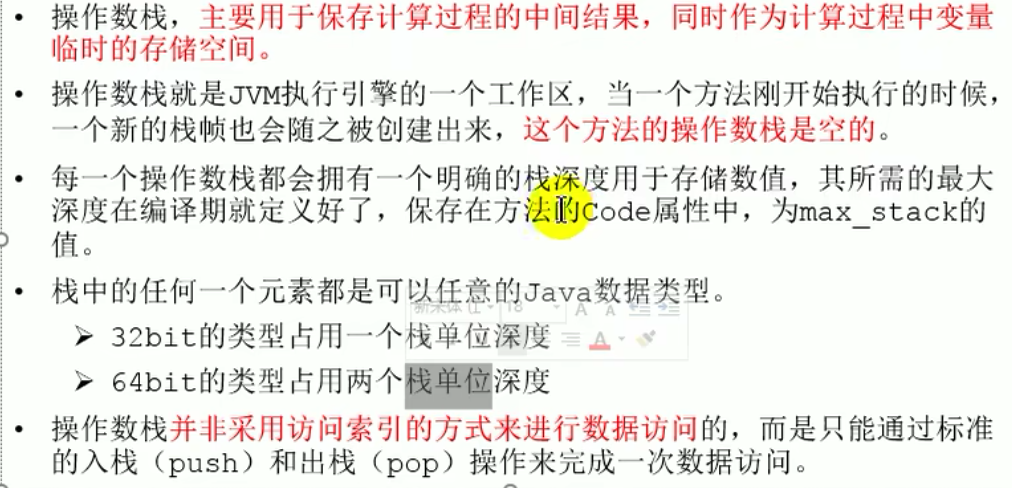 • 操作数栈，主要用于保存计算过程的中间结果，同时作为计算过程中变量
临时的存储空间。
• 操作数栈就是JVM执行引擎的一个工作区，当一个方法刚开始执行的时候，
一个新的栈帧也会随之被创建出来，这个方法的操作数栈是空的。
• 每一个操作数栈都会拥有一个明确的栈深度用于存储数值，其所需的最大
深度在编译期就定义好了，保存在方法的Code属性中，为max_stack的
值。
• 栈中的任何一个元素都是可以任意的Java数据类型。
18
A A
➢ 32bit的类型占用一个栈单位深度
A
➢ 64bit的类型占用两个栈单位深度
• 操作数栈并非采用访问索引的方式来进行数据访问的，而是只能通过标准
的入栈（push）和出栈（pop）操作来完成一次数据访问。